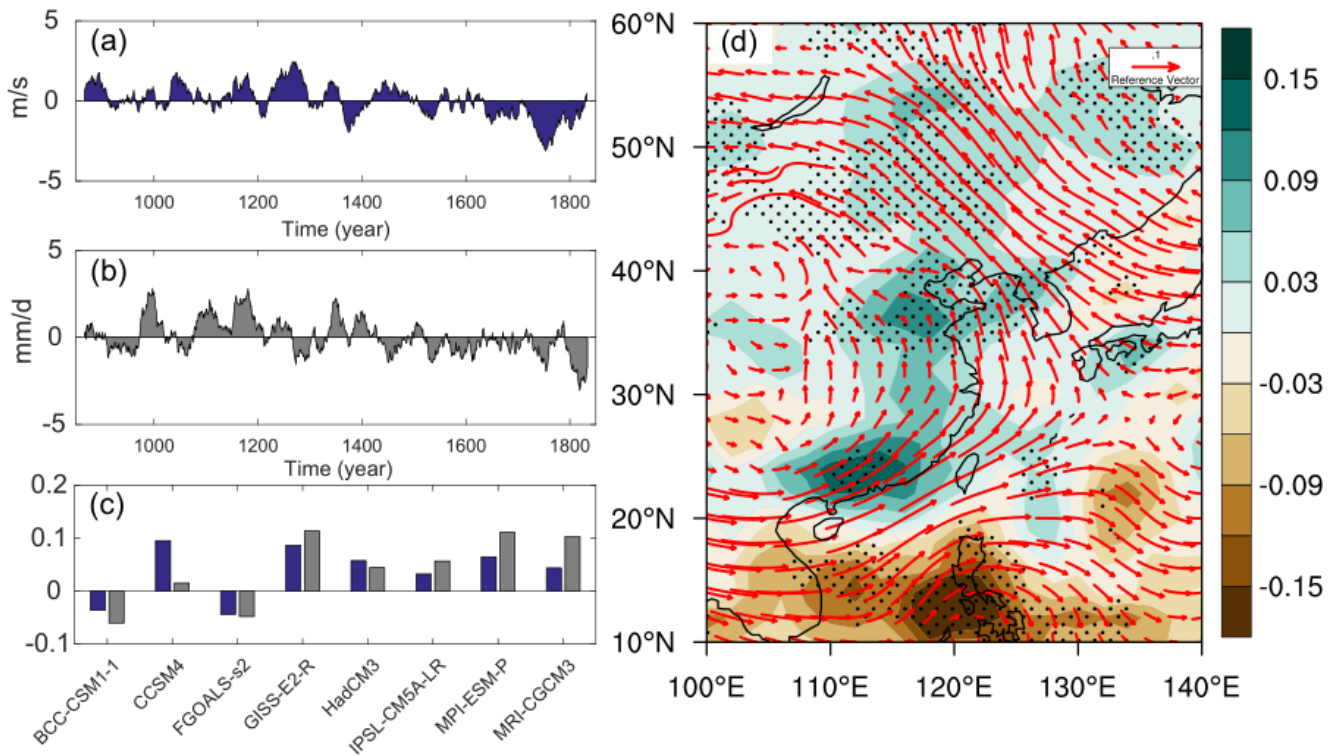 (a)
m/s
5
0
-5
1000 1200 1400 1600 1800
Time (year)
(b)
mm/d
5
0
-5
1000 1200 1400 1600 1800
Time (year)
(c)
0.2
0.1
0
-0.1
BCC-CSM1-1
CCSM4
FGOALS-s2
GISS-E2-R
HadCM3
IPSL-CM5A-LR
MPI-ESM-P
MRI-CGCM3
(d)
.1
Reference Vector
60°N
50°N
40°N
30°N
20°N
10°N
100°E 110°E 120°E 130°E 140°E
0.15
0.09
0.03
-0.03
-0.09
-0.15